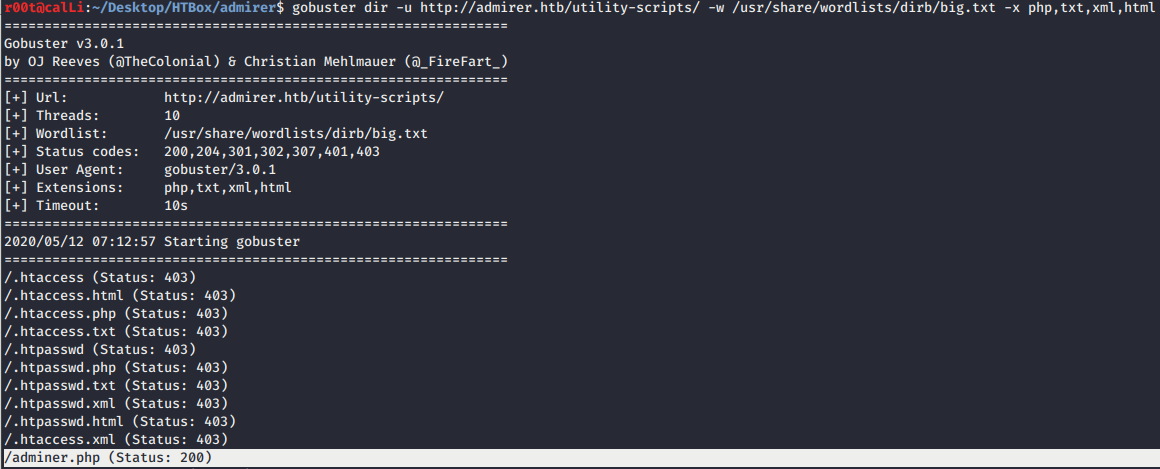 r00t@calLi:~/Desktop/HTBox/admirer$ gobuster dir -u http://admirer.htb/utility-scripts/ -w /usr/share/wordlists/dirb/big.txt -x php,txt,xml,html
===============================================================
Gobuster v3.0.1
by OJ Reeves (@TheColonial) & Christian Mehlmauer (@_FireFart_)
===============================================================
[+] Url:            http://admirer.htb/utility-scripts/
[+] Threads:        10
[+] Wordlist:       /usr/share/wordlists/dirb/big.txt
[+] Status codes:   200,204,301,302,307,401,403
[+] User Agent:     gobuster/3.0.1
[+] Extensions:     php,txt,xml,html
[+] Timeout:        10s
===============================================================
2020/05/12 07:12:57 Starting gobuster
===============================================================
/.htaccess (Status: 403)
/.htaccess.html (Status: 403)
/.htaccess.php (Status: 403)
/.htaccess.txt (Status: 403)
/.htpasswd (Status: 403)
/.htpasswd.php (Status: 403)
/.htpasswd.txt (Status: 403)
/.htpasswd.xml (Status: 403)
/.htpasswd.html (Status: 403)
/.htaccess.xml (Status: 403)
/adminer.php (Status: 200)